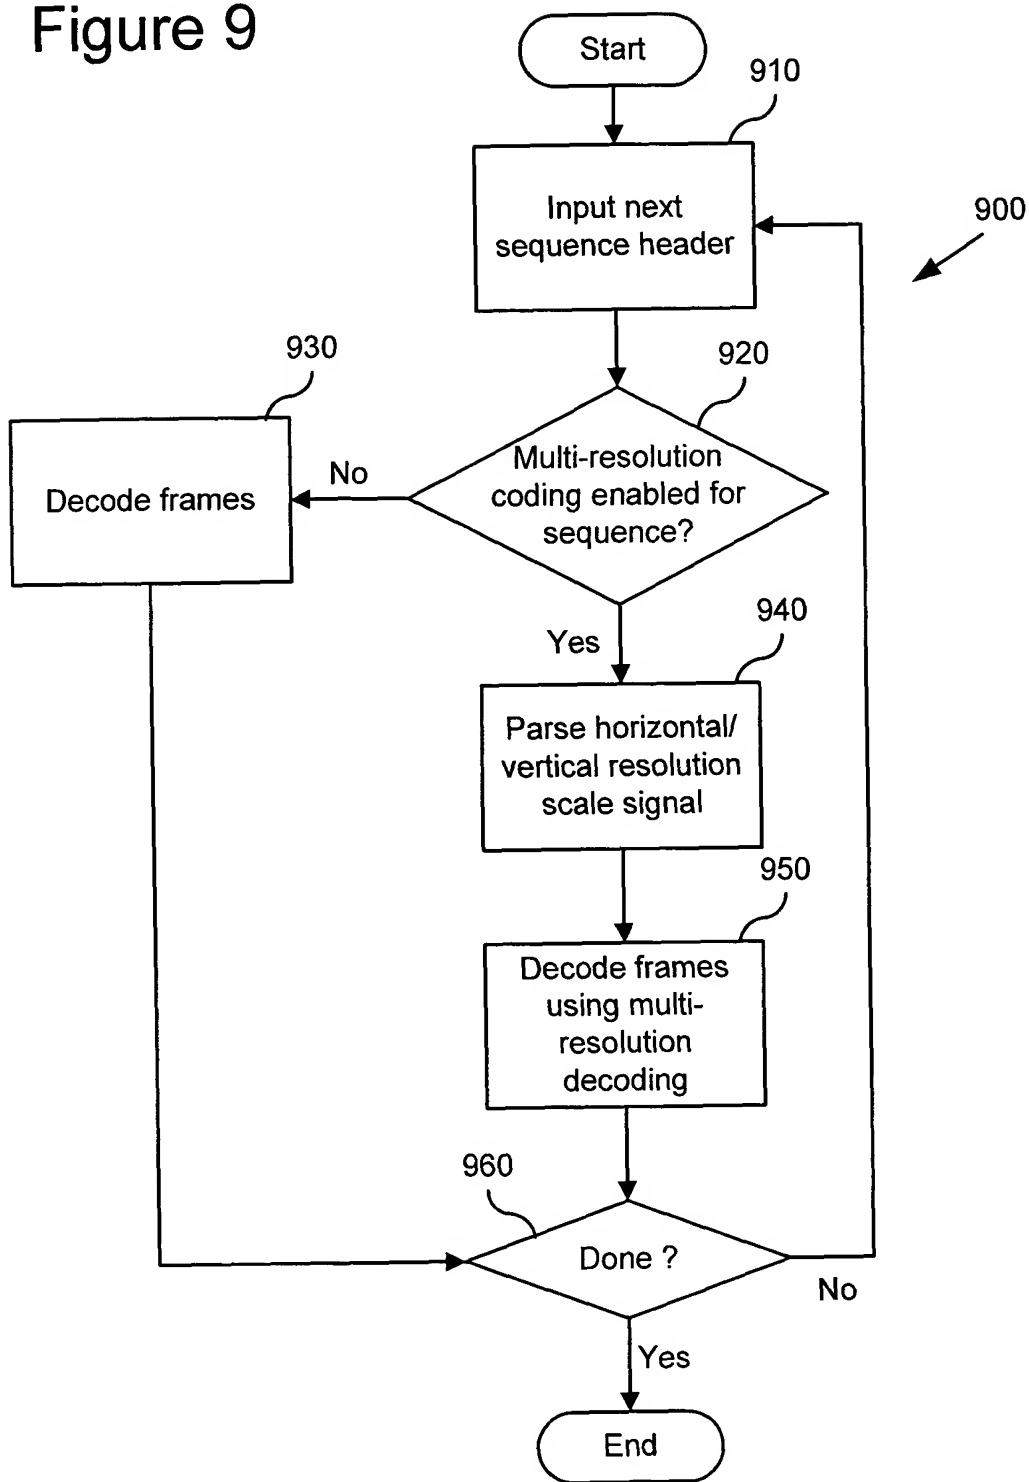 Figure 9
Start
910
Input next
sequence header
900
920
Multi-resolution
coding enabled for
sequence?
No
930
Decode frames
Yes
940
Parse horizontal/
vertical resolution
scale signal
950
Decode frames
using multi-
resolution
decoding
960
Done ?
No
Yes
End